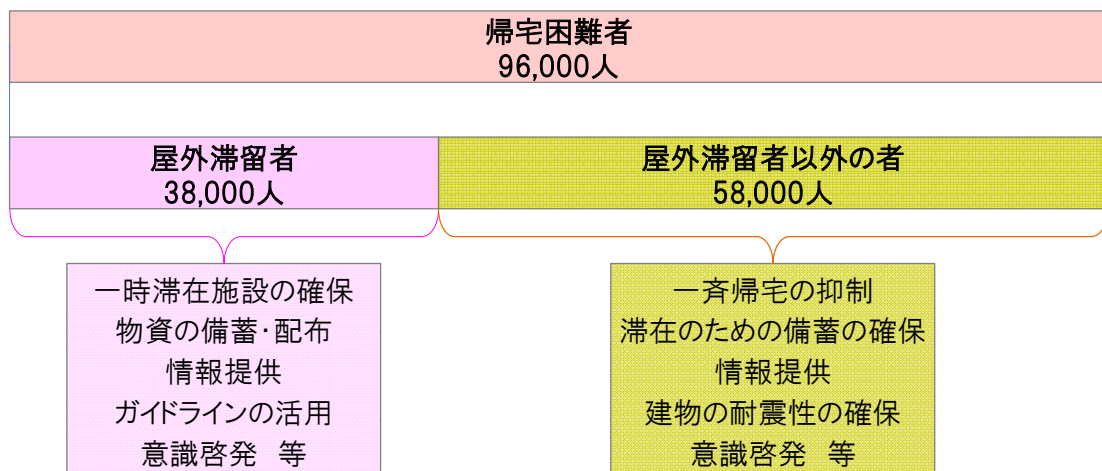 帰宅困難者
96,000人
屋外滞留者
38,000人
屋外滞留者以外の者
58,000人
一時滞在施設の確保
物資の備蓄・配布
情報提供
ガイドラインの活用
意識啓発　等
一斉帰宅の抑制
滞在のための備蓄の確保
情報提供
建物の耐震性の確保
意識啓発　等